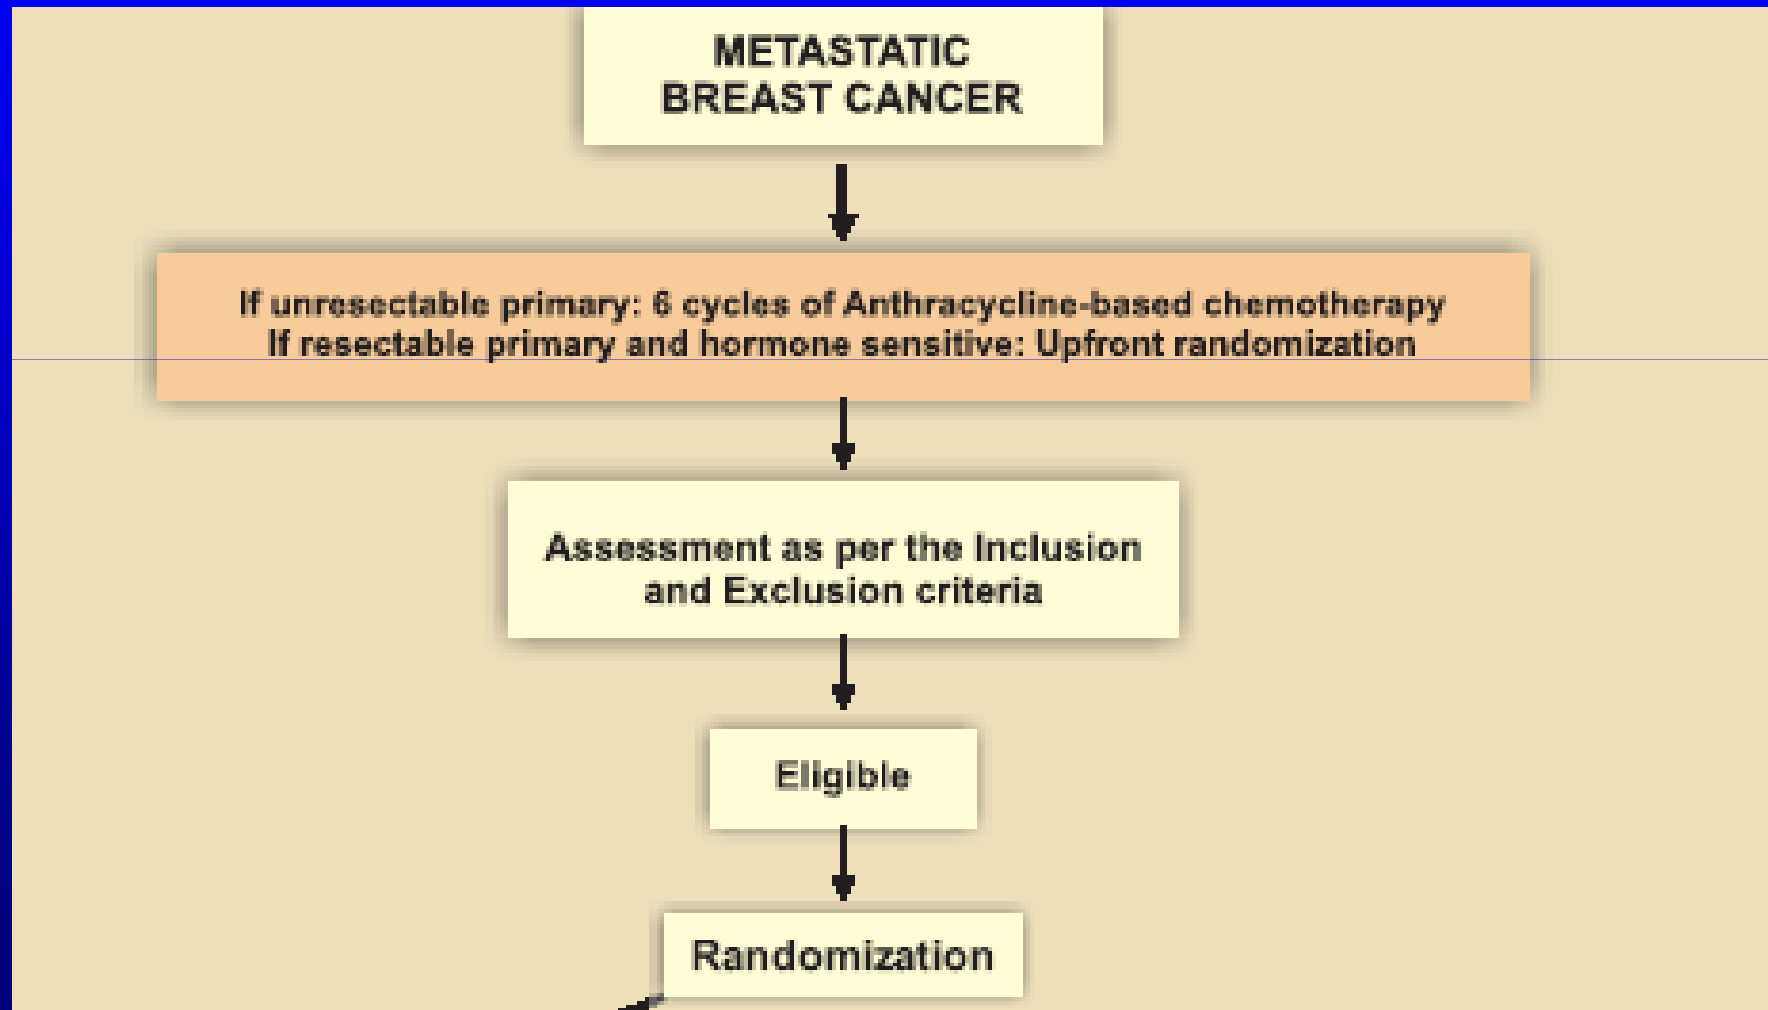 METASTATIC
BREAST CANCER
If unresectable primary: 6 cycles of Anthracycline-based chemotherapy
If resectable primary and hormone sensitive: Upfront randomization
Assessment as per the Inclusion
and Exclusion criteria
Eligible
Randomization